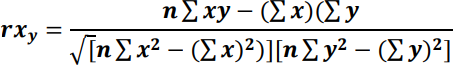 rxy = n∑xy − (∑x)(∑y / √[n∑x² − (∑x)²)][n∑y² − (∑y)²]